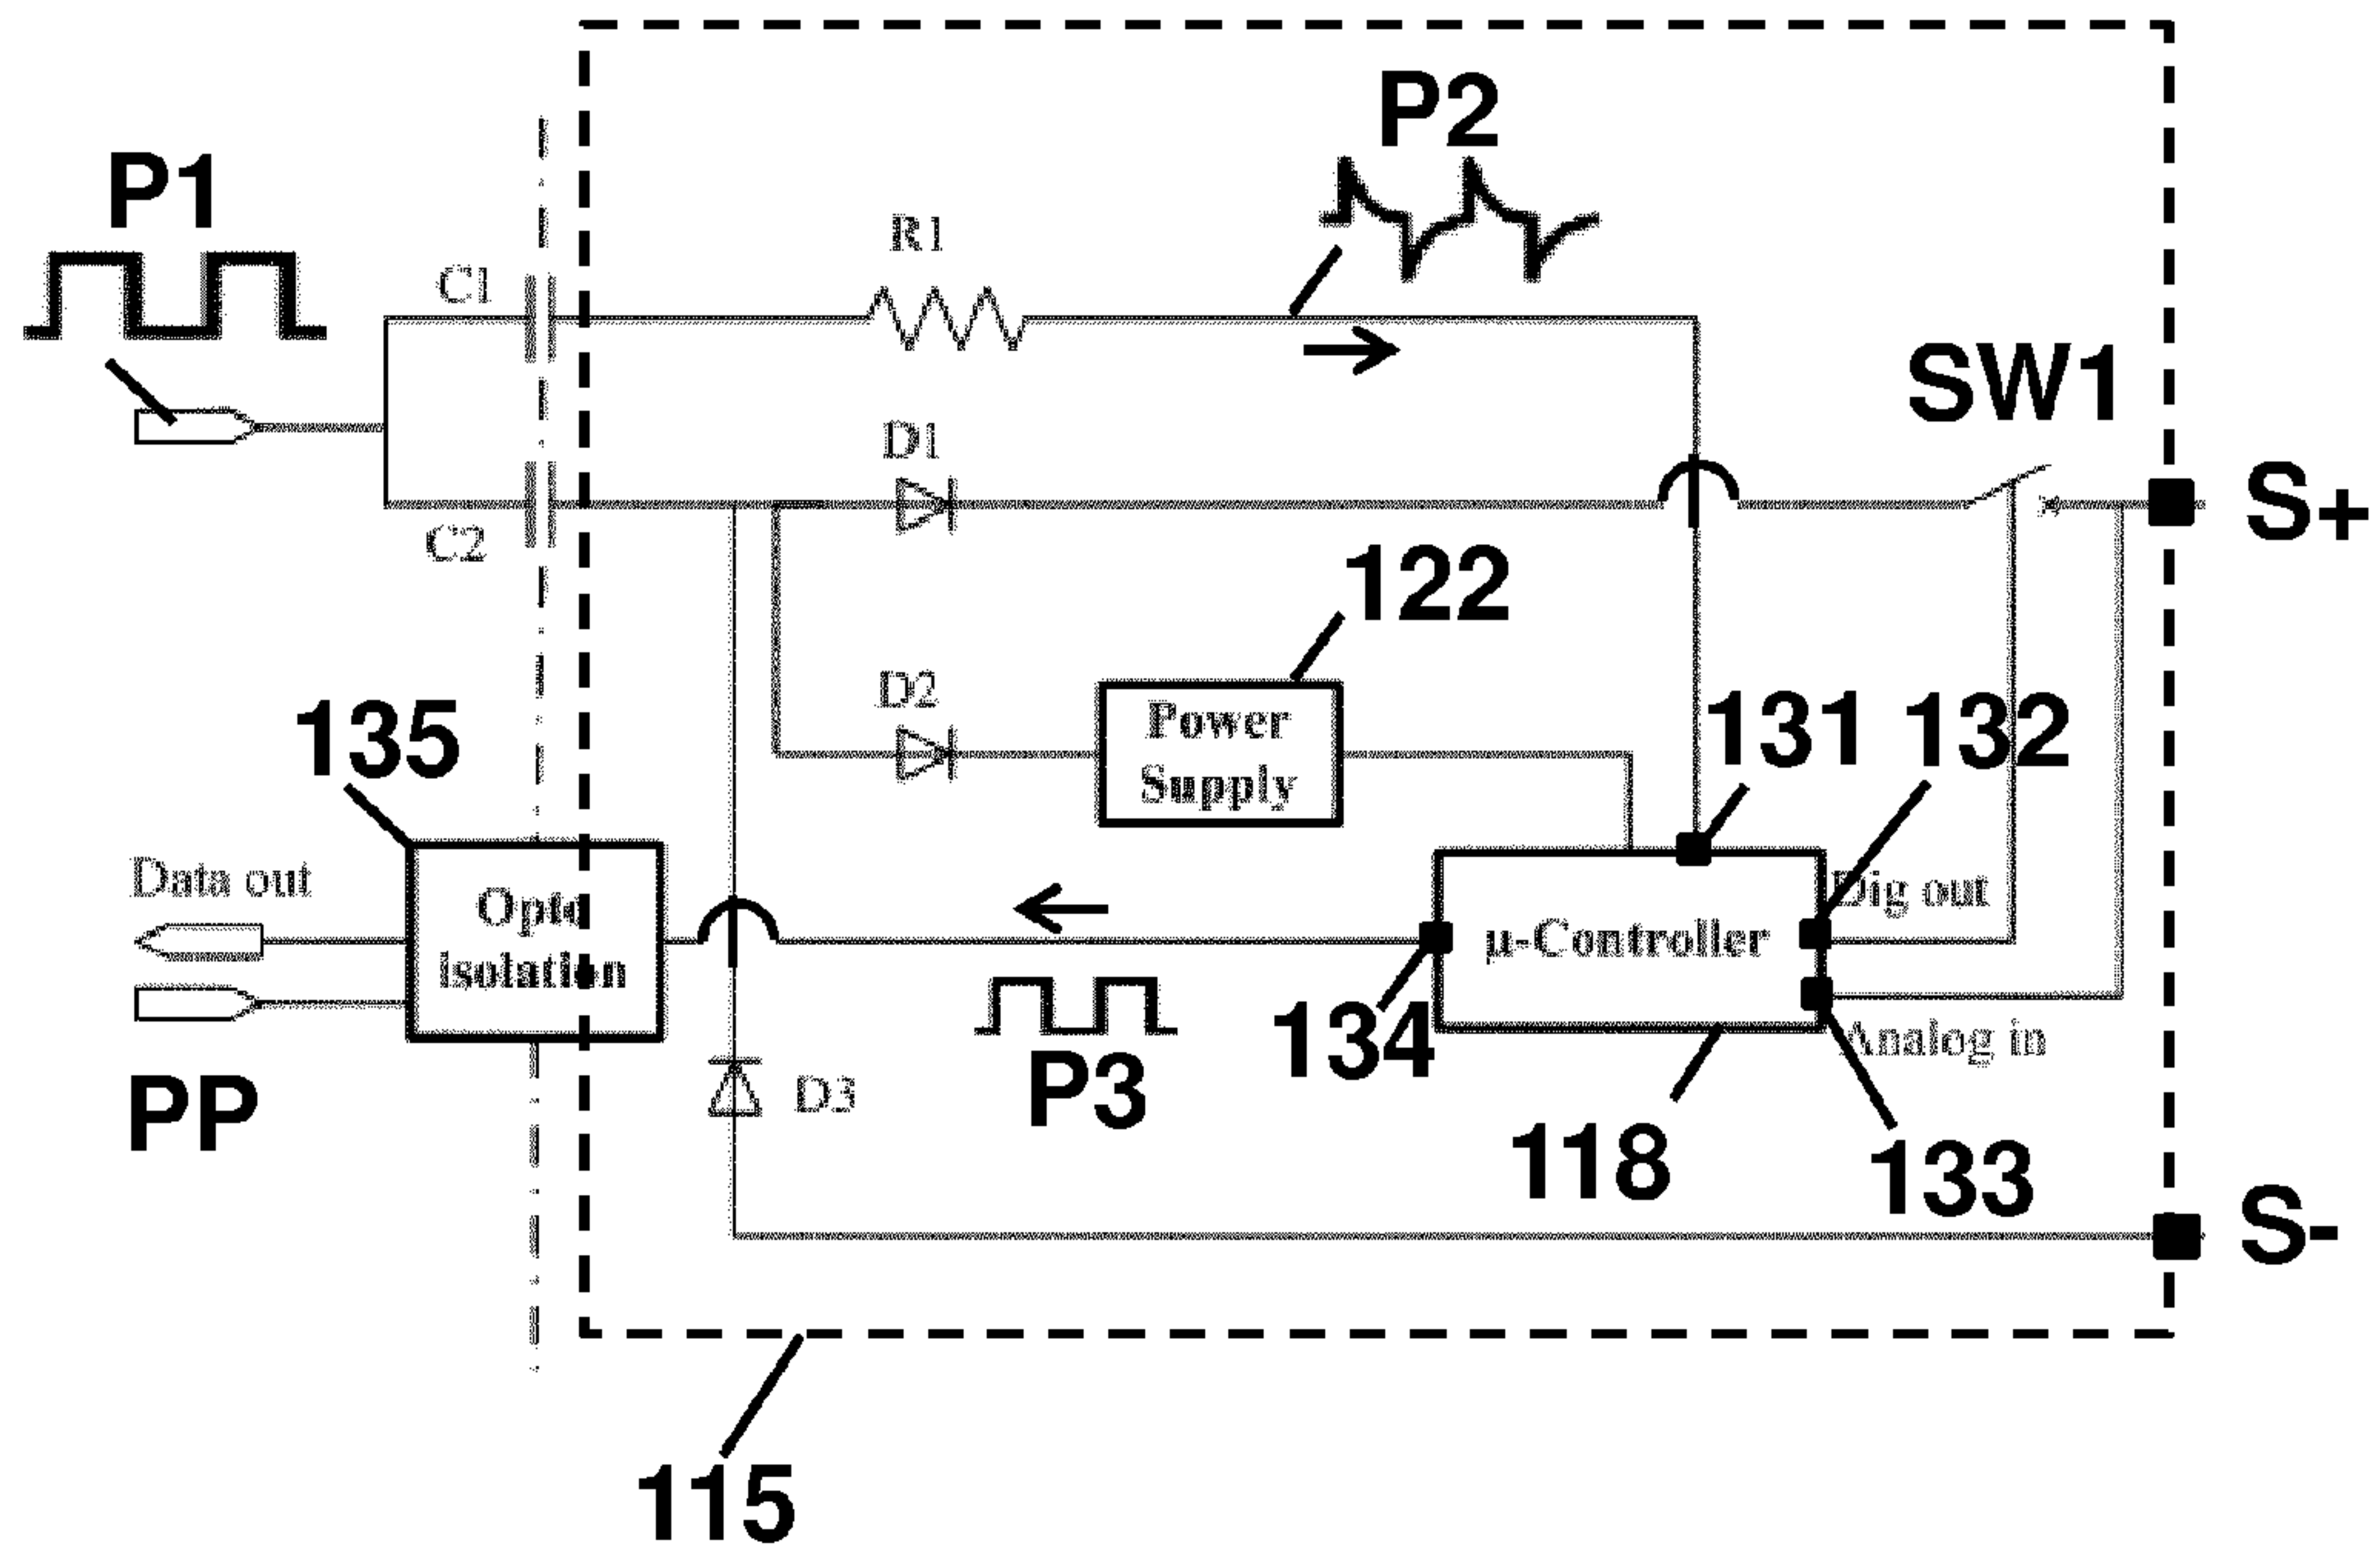 P2
P1
R1
C1
SW1
D1
S+
C2
122
D2
Power
Supply
131
132
135
Data out
Opto
isolation
Dig out
μ-Controller
134
Analog in
PP
P3
D3
118
133
S-
115